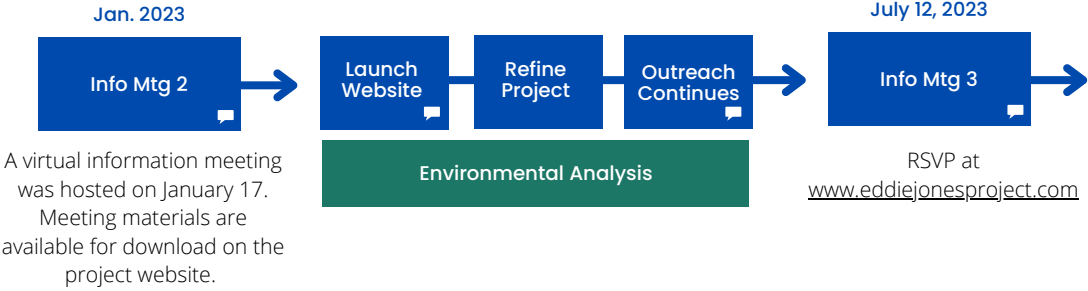 Jan. 2023
Info Mtg 2
A virtual information meeting
was hosted on January 17.
Meeting materials are
available for download on the
project website.
Launch
Website
Refine
Project
Outreach
Continues
Environmental Analysis
July 12, 2023
Info Mtg 3
RSVP at
www.eddiejonesproject.com